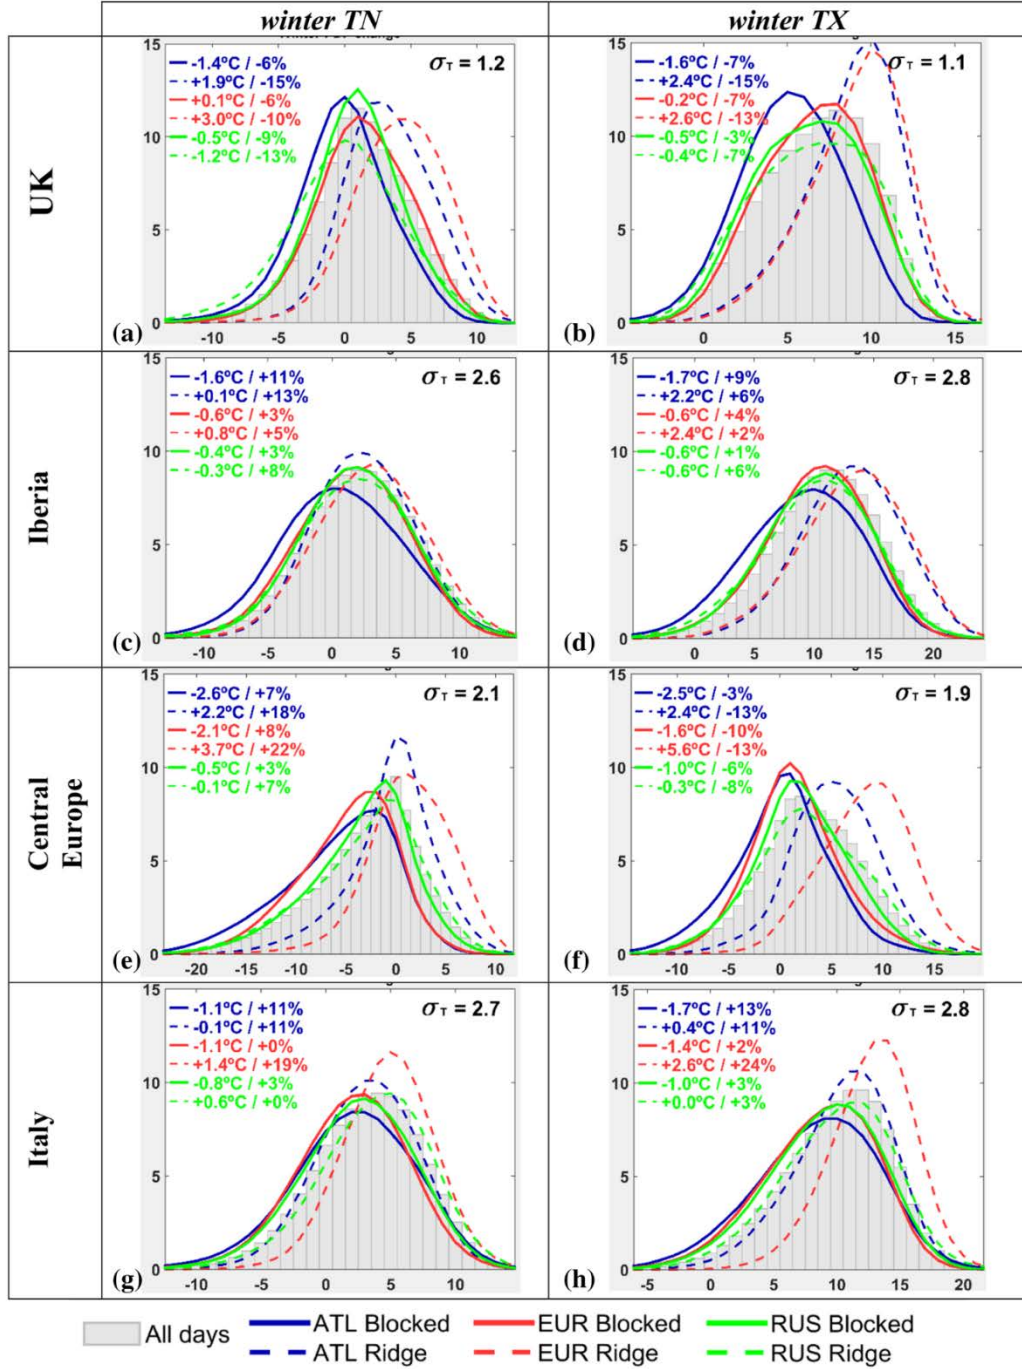 winter TN
winter TX
UK
-1.4ºC / -6%
+1.9ºC / -15%
+0.1ºC / -6%
+3.0ºC / -10%
-0.5ºC / -9%
-1.2ºC / -13%
σT = 1.2
15
10
5
0
-10 -5 0 5 10
(a)
-1.6ºC / -7%
+2.4ºC / -15%
-0.2ºC / -7%
+2.6ºC / -13%
-0.5ºC / -3%
-0.4ºC / -7%
σT = 1.1
15
10
5
0
0 5 10 15
(b)
Iberia
-1.6ºC / +11%
+0.1ºC / +13%
-0.6ºC / +3%
+0.8ºC / +5%
-0.4ºC / +3%
-0.3ºC / +8%
σT = 2.6
15
10
5
0
-10 -5 0 5 10
(c)
-1.7ºC / +9%
+2.2ºC / +6%
-0.6ºC / +4%
+2.4ºC / +2%
-0.6ºC / +1%
-0.6ºC / +6%
σT = 2.8
15
10
5
0
0 5 10 15 20
(d)
Central
Europe
-2.6ºC / +7%
+2.2ºC / +18%
-2.1ºC / +8%
+3.7ºC / +22%
-0.5ºC / +3%
-0.1ºC / +7%
σT = 2.1
15
10
5
0
-20 -15 -10 -5 0 5 10
(e)
-2.5ºC / -3%
+2.4ºC / -13%
-1.6ºC / -10%
+5.6ºC / -13%
-1.0ºC / -6%
-0.3ºC / -8%
σT = 1.9
15
10
5
0
-10 -5 0 5 10 15
(f)
Italy
-1.1ºC / +11%
-0.1ºC / +11%
-1.1ºC / +0%
+1.4ºC / +19%
-0.8ºC / +3%
+0.6ºC / +0%
σT = 2.7
15
10
5
0
-10 -5 0 5 10
(g)
-1.7ºC / +13%
+0.4ºC / +11%
-1.4ºC / +2%
+2.6ºC / +24%
-1.0ºC / +3%
+0.0ºC / +3%
σT = 2.8
15
10
5
0
-5 0 5 10 15 20
(h)
All days
ATL Blocked
EUR Blocked
RUS Blocked
ATL Ridge
EUR Ridge
RUS Ridge